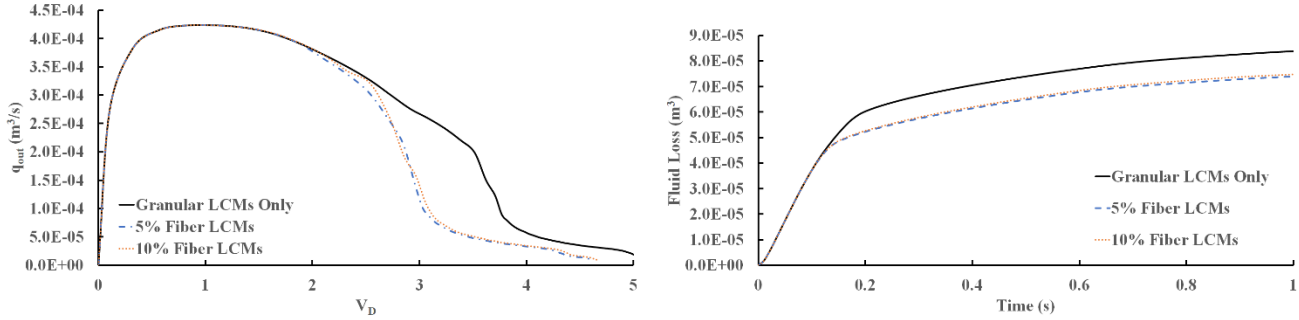 4.5E-04
4.0E-04
3.5E-04
3.0E-04
2.5E-04
2.0E-04
1.5E-04
1.0E-04
5.0E-05
0.0E+00
qout (m³/s)
Granular LCMs Only
5% Fiber LCMs
10% Fiber LCMs
0 1 2 3 4 5
VD
9.0E-05
8.0E-05
7.0E-05
6.0E-05
5.0E-05
4.0E-05
3.0E-05
2.0E-05
1.0E-05
0.0E+00
Fluid Loss (m³)
Granular LCMs Only
5% Fiber LCMs
10% Fiber LCMs
0 0.2 0.4 0.6 0.8 1
Time (s)